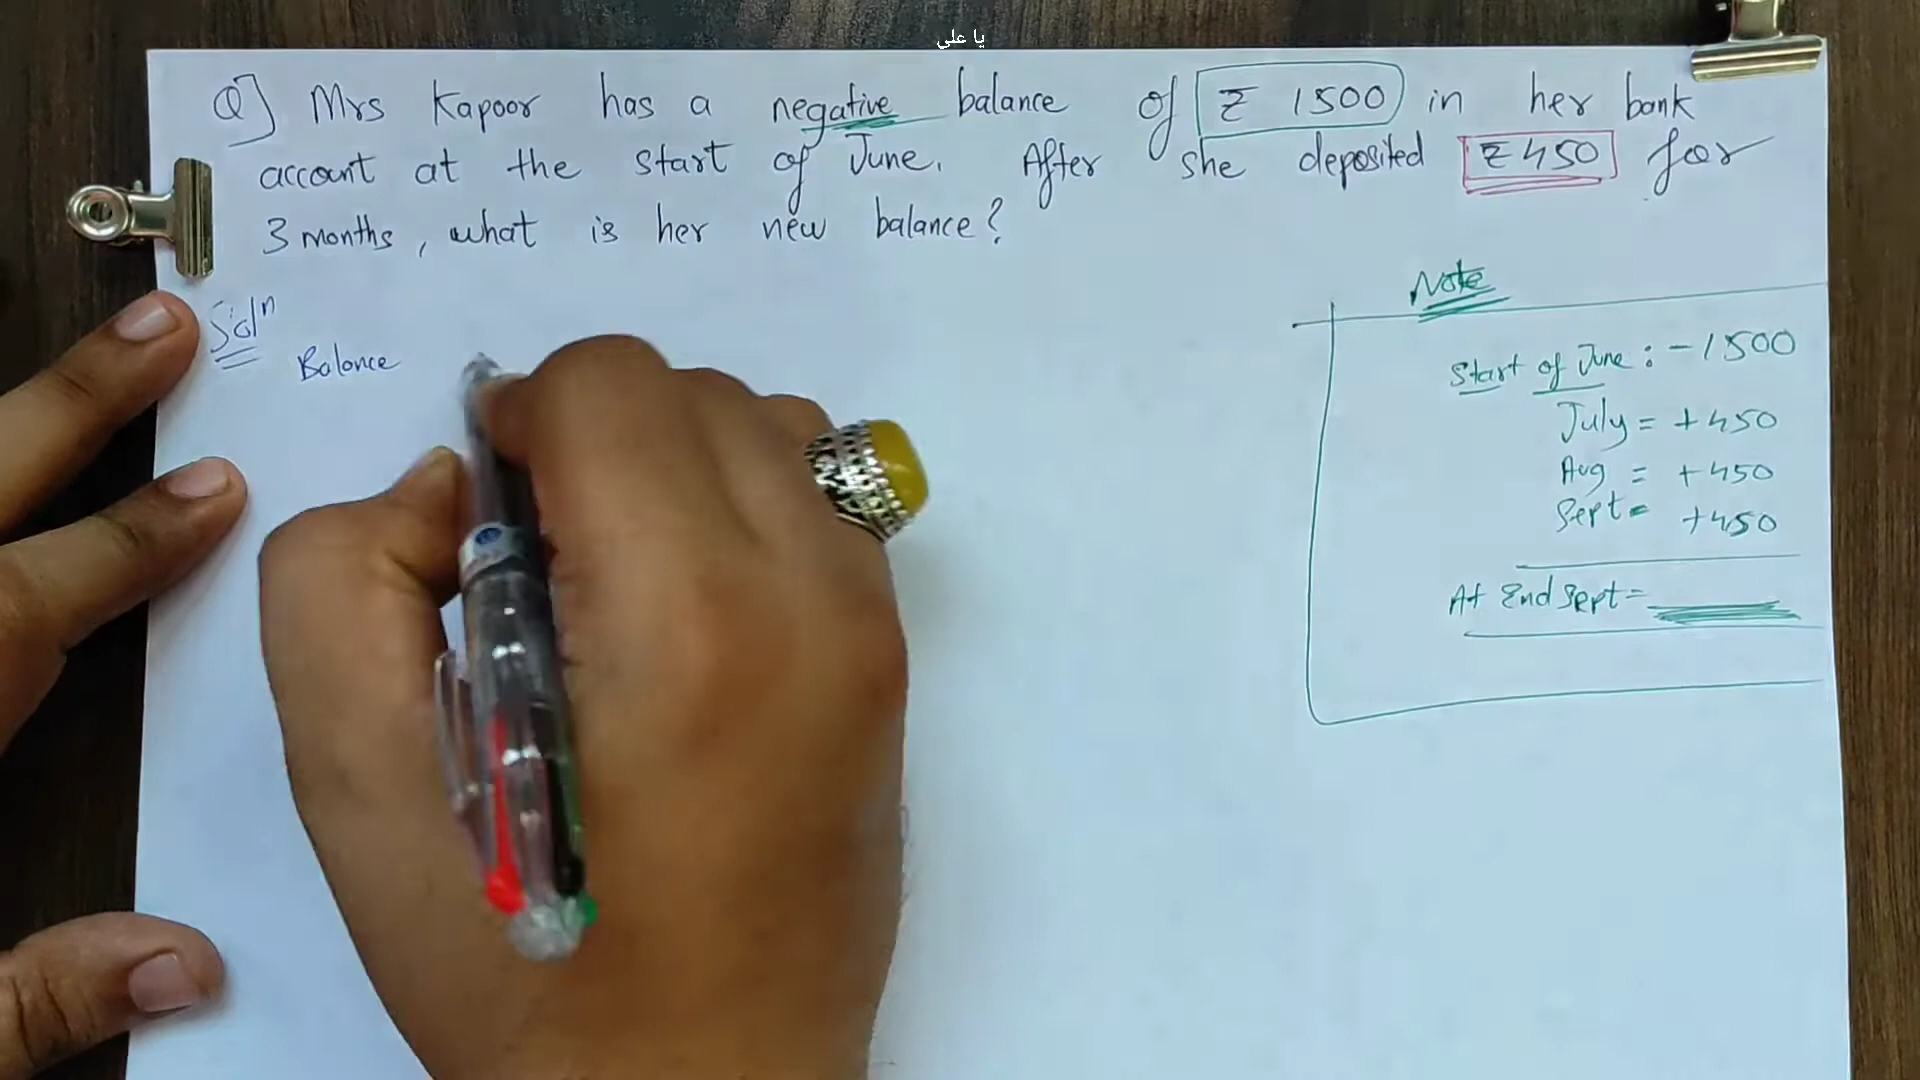 يا علي
Q] Mrs Kapoor has a negative balance of ₹ 1500 in her bank
account at the start of June. After she deposited ₹450 for
3 months, what is her new balance?
Solⁿ
Balance
Note
Start of June : -1500
July = +450
Aug = +450
Sept = +450
At End Sept =